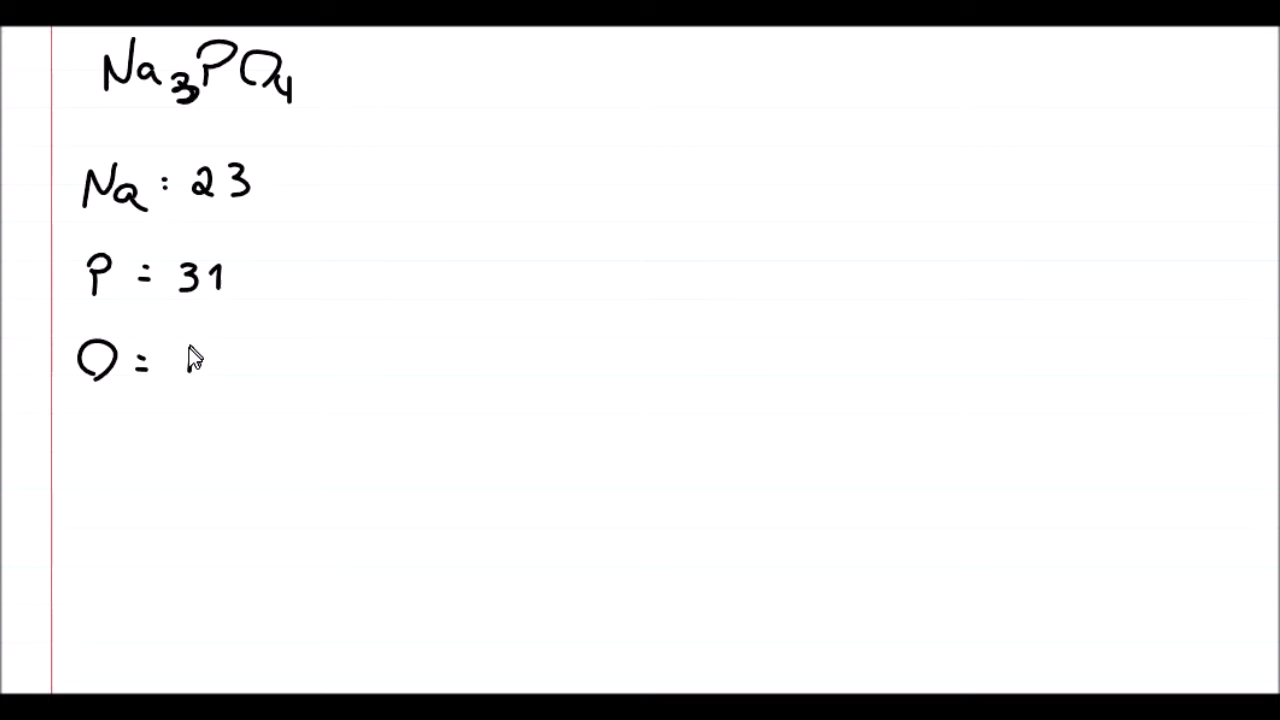 Na₃PO₄
Na : 23
P = 31
O =